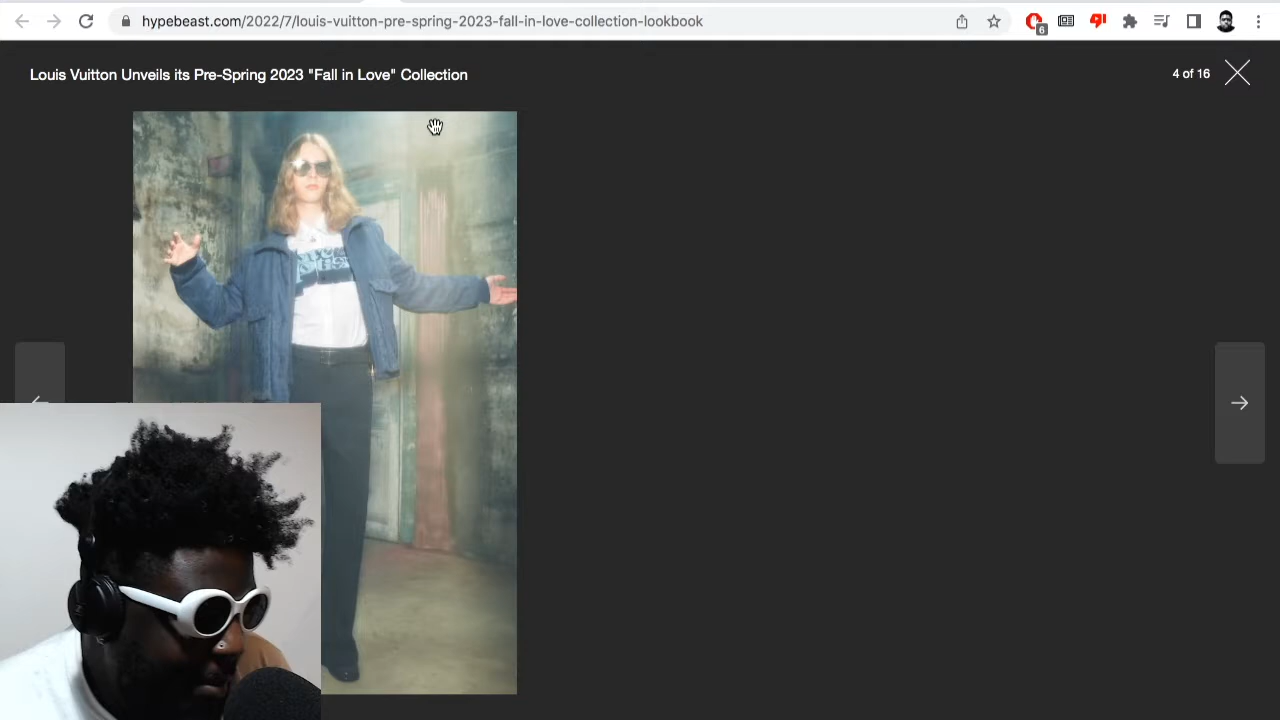 hypebeast.com/2022/7/louis-vuitton-pre-spring-2023-fall-in-love-collection-lookbook
6
Louis Vuitton Unveils its Pre-Spring 2023 "Fall in Love" Collection
4 of 16